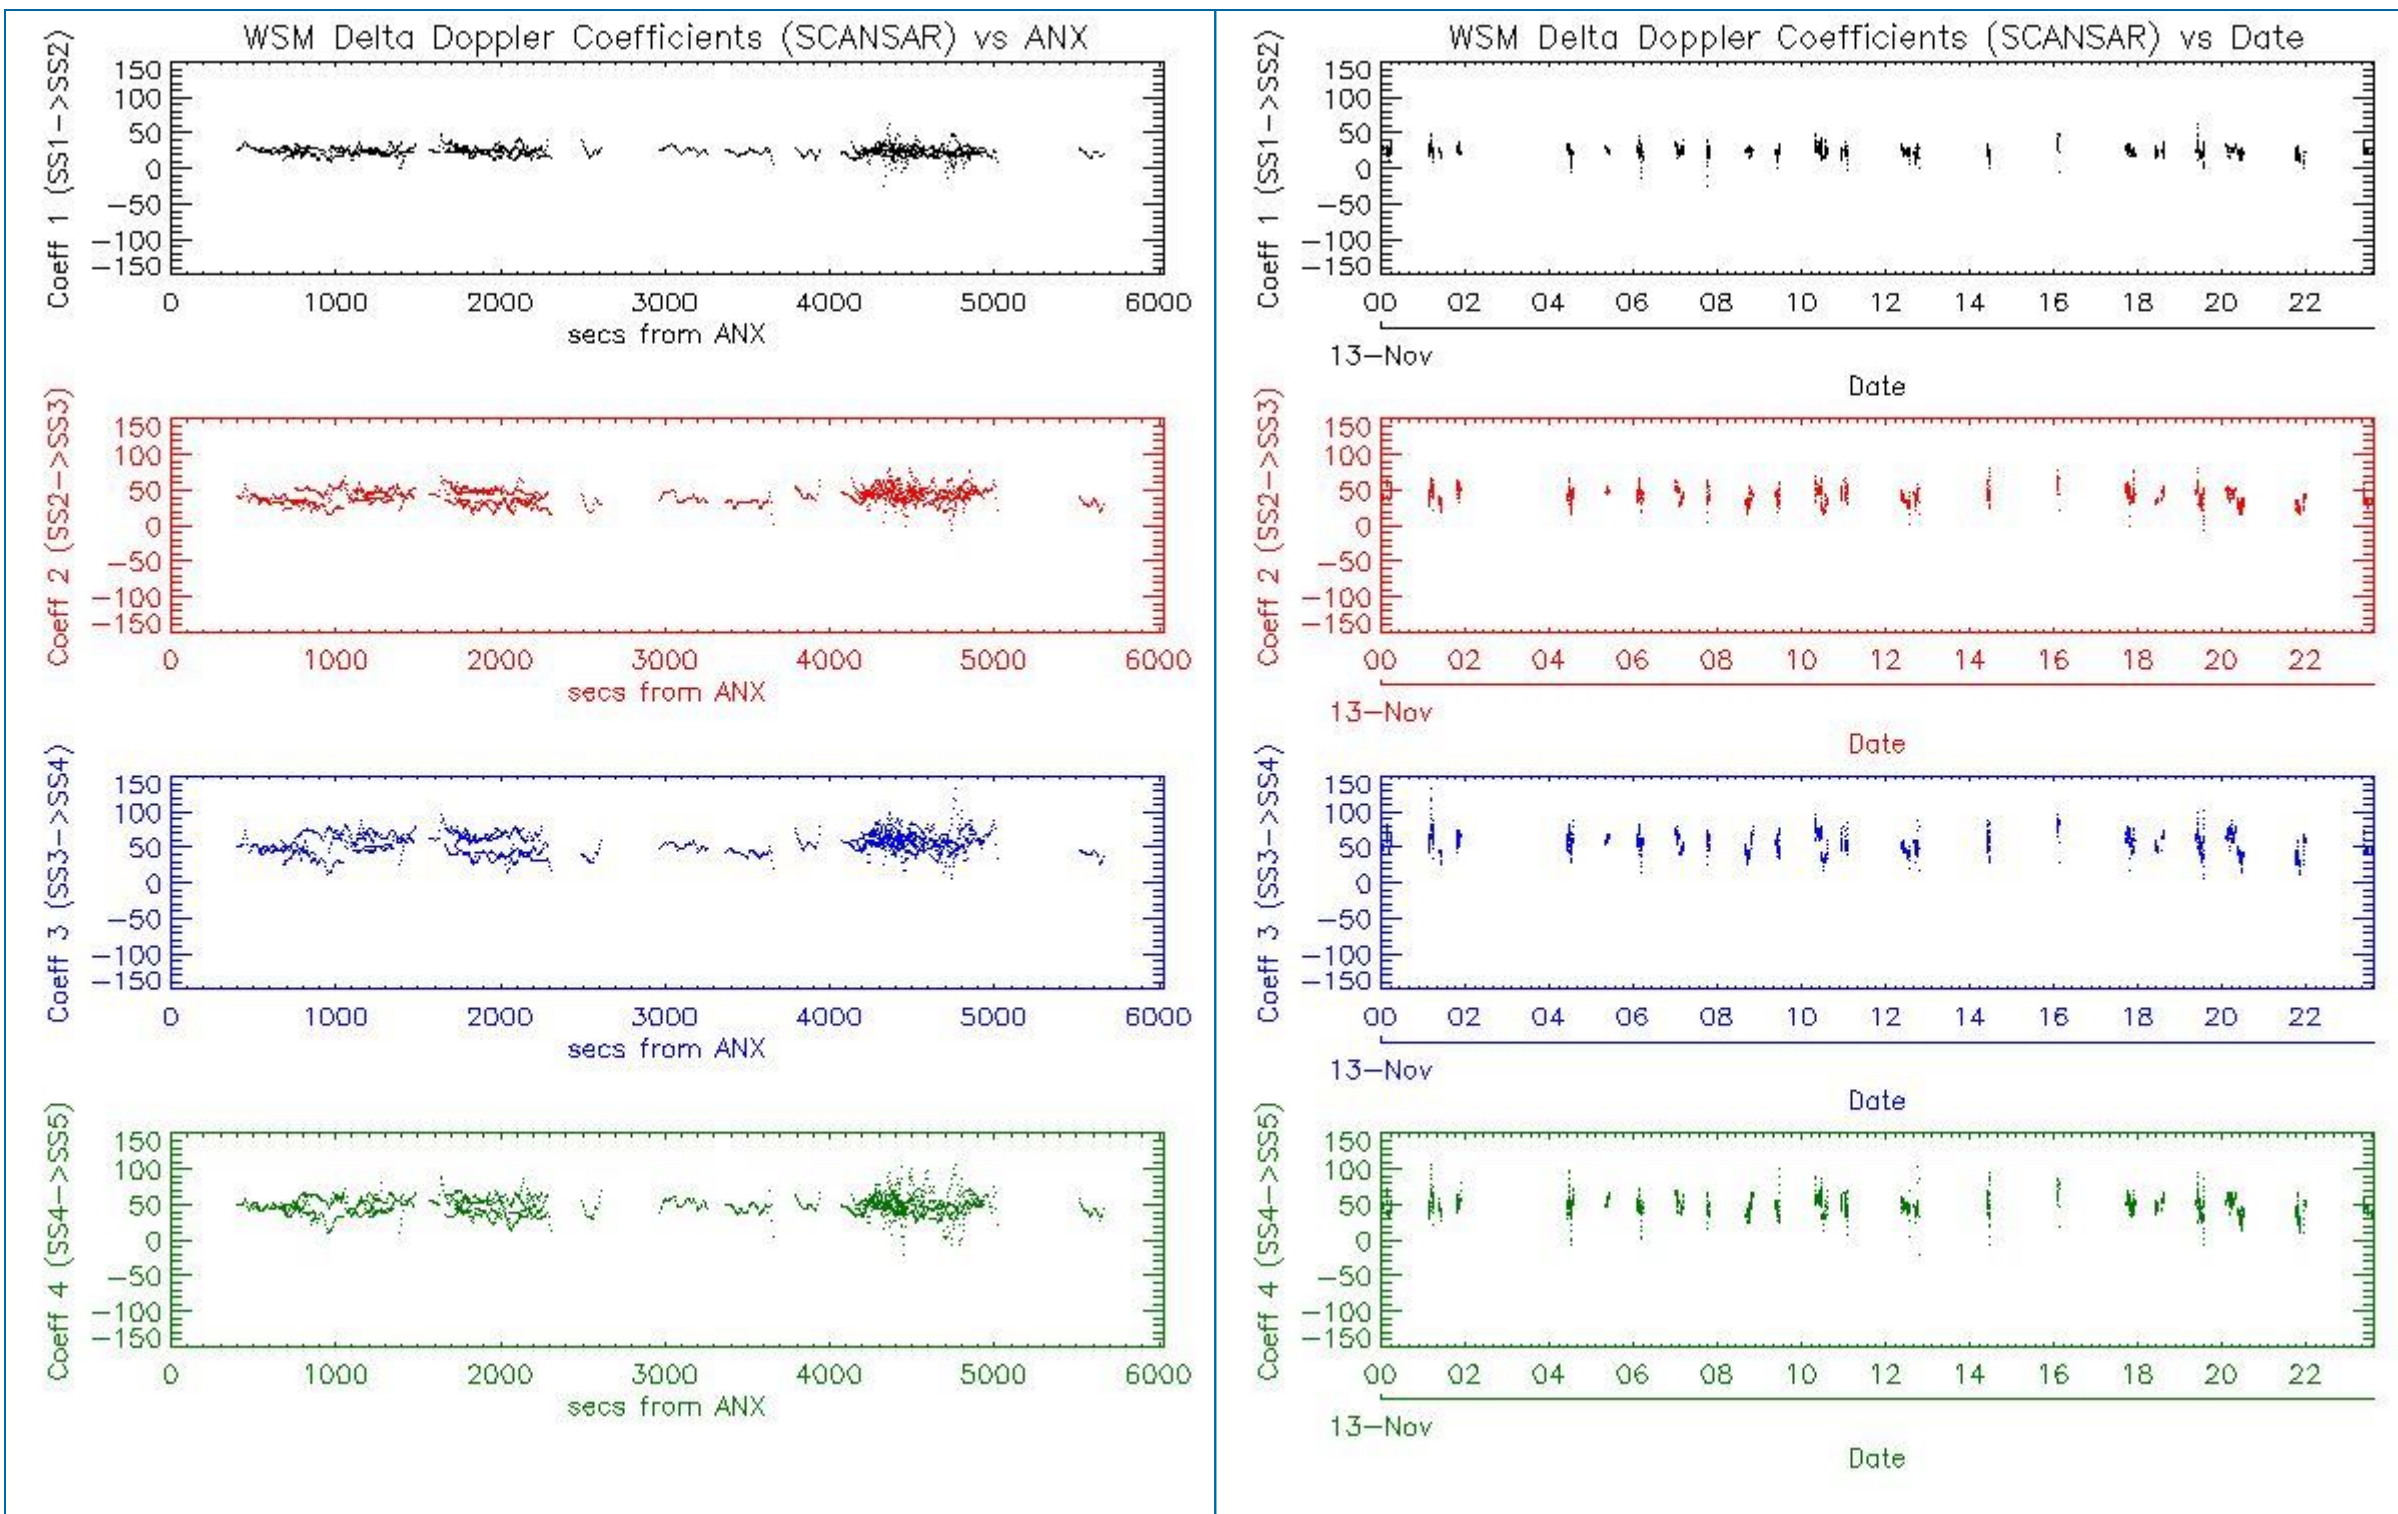 WSM Delta Doppler Coefficients (SCANSAR) vs ANX
Coeff 1 (SS1->SS2)
150
100
50
0
-50
-100
-150
0 1000 2000 3000 4000 5000 6000
secs from ANX
Coeff 2 (SS2->SS3)
150
100
50
0
-50
-100
-150
0 1000 2000 3000 4000 5000 6000
secs from ANX
Coeff 3 (SS3->SS4)
150
100
50
0
-50
-100
-150
0 1000 2000 3000 4000 5000 6000
secs from ANX
Coeff 4 (SS4->SS5)
150
100
50
0
-50
-100
-150
0 1000 2000 3000 4000 5000 6000
secs from ANX
WSM Delta Doppler Coefficients (SCANSAR) vs Date
Coeff 1 (SS1->SS2)
150
100
50
0
-50
-100
-150
00 02 04 06 08 10 12 14 16 18 20 22
13-Nov
Date
Coeff 2 (SS2->SS3)
150
100
50
0
-50
-100
-150
00 02 04 06 08 10 12 14 16 18 20 22
13-Nov
Date
Coeff 3 (SS3->SS4)
150
100
50
0
-50
-100
-150
00 02 04 06 08 10 12 14 16 18 20 22
13-Nov
Date
Coeff 4 (SS4->SS5)
150
100
50
0
-50
-100
-150
00 02 04 06 08 10 12 14 16 18 20 22
13-Nov
Date